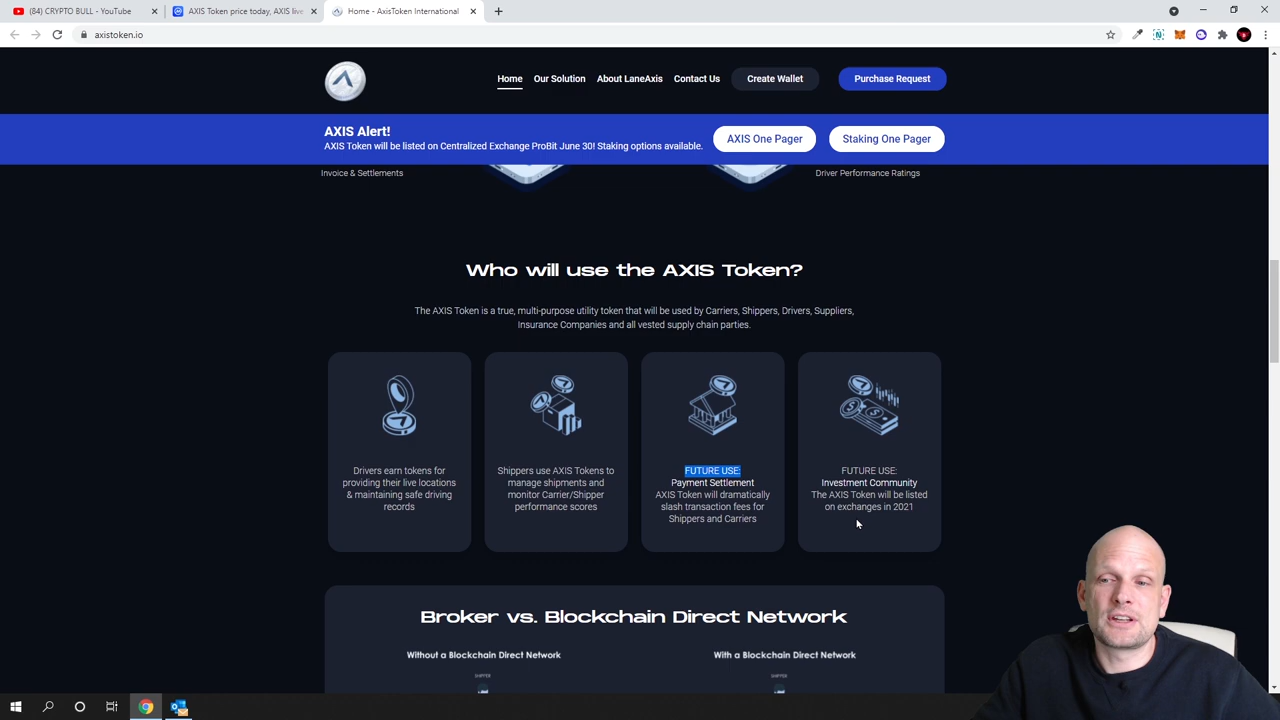 (84) CRYPTO BULL - YouTube
AXIS Token price today, AXIS live
Home - AxisToken International
axistoken.io
Home
Our Solution
About LaneAxis
Contact Us
Create Wallet
Purchase Request
AXIS Alert!
AXIS Token will be listed on Centralized Exchange ProBit June 30! Staking options available.
AXIS One Pager
Staking One Pager
Invoice & Settlements
Driver Performance Ratings
Who will use the AXIS Token?
The AXIS Token is a true, multi-purpose utility token that will be used by Carriers, Shippers, Drivers, Suppliers,
Insurance Companies and all vested supply chain parties.
Drivers earn tokens for
providing their live locations
& maintaining safe driving
records
Shippers use AXIS Tokens to
manage shipments and
monitor Carrier/Shipper
performance scores
FUTURE USE:
Payment Settlement
AXIS Token will dramatically
slash transaction fees for
Shippers and Carriers
FUTURE USE:
Investment Community
The AXIS Token will be listed
on exchanges in 2021
Broker vs. Blockchain Direct Network
Without a Blockchain Direct Network
With a Blockchain Direct Network
SHIPPER
SHIPPER